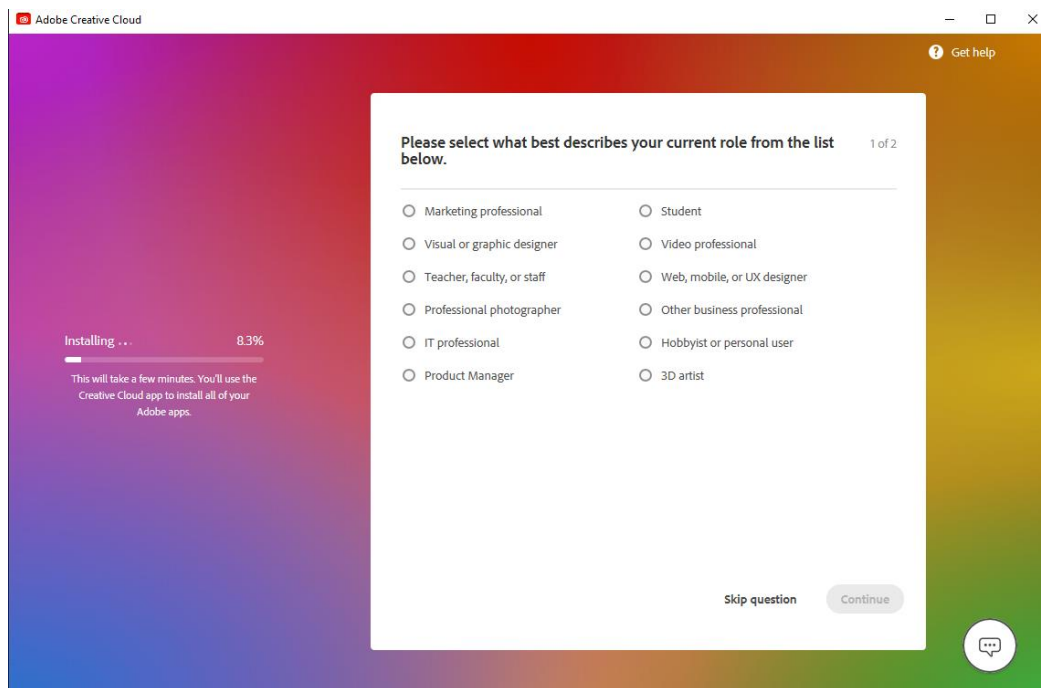 Adobe Creative Cloud
Get help
Please select what best describes your current role from the list
below.
1 of 2
Marketing professional
Student
Visual or graphic designer
Video professional
Teacher, faculty, or staff
Web, mobile, or UX designer
Professional photographer
Other business professional
IT professional
Hobbyist or personal user
Product Manager
3D artist
Installing . . .
8.3%
This will take a few minutes. You'll use the
Creative Cloud app to install all of your
Adobe apps.
Skip question
Continue